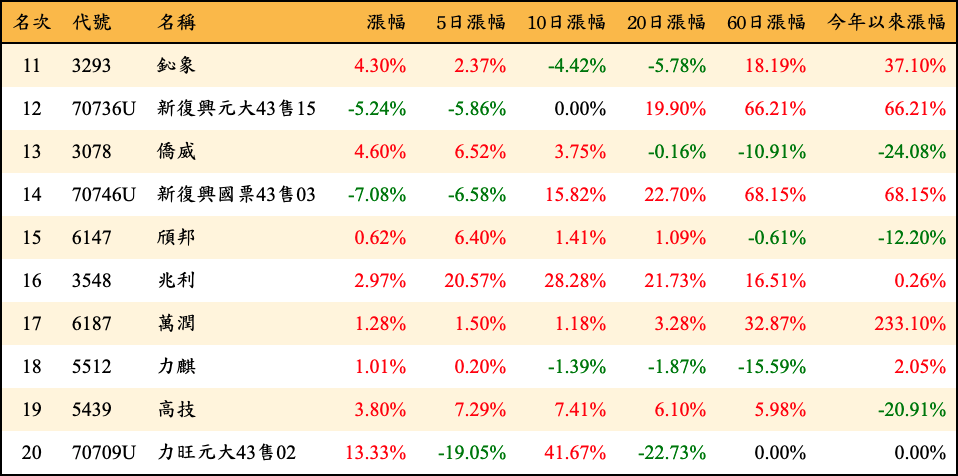 名次 代號 名稱 漲幅 5日漲幅 10日漲幅 20日漲幅 60日漲幅 今年以來漲幅
11 3293 鈊象 4.30% 2.37% -4.42% -5.78% 18.19% 37.10%
12 70736U 新復興元大43售15 -5.24% -5.86% 0.00% 19.90% 66.21% 66.21%
13 3078 僑威 4.60% 6.52% 3.75% -0.16% -10.91% -24.08%
14 70746U 新復興國票43售03 -7.08% -6.58% 15.82% 22.70% 68.15% 68.15%
15 6147 頎邦 0.62% 6.40% 1.41% 1.09% -0.61% -12.20%
16 3548 兆利 2.97% 20.57% 28.28% 21.73% 16.51% 0.26%
17 6187 萬潤 1.28% 1.50% 1.18% 3.28% 32.87% 233.10%
18 5512 力麒 1.01% 0.20% -1.39% -1.87% -15.59% 2.05%
19 5439 高技 3.80% 7.29% 7.41% 6.10% 5.98% -20.91%
20 70709U 力旺元大43售02 13.33% -19.05% 41.67% -22.73% 0.00% 0.00%